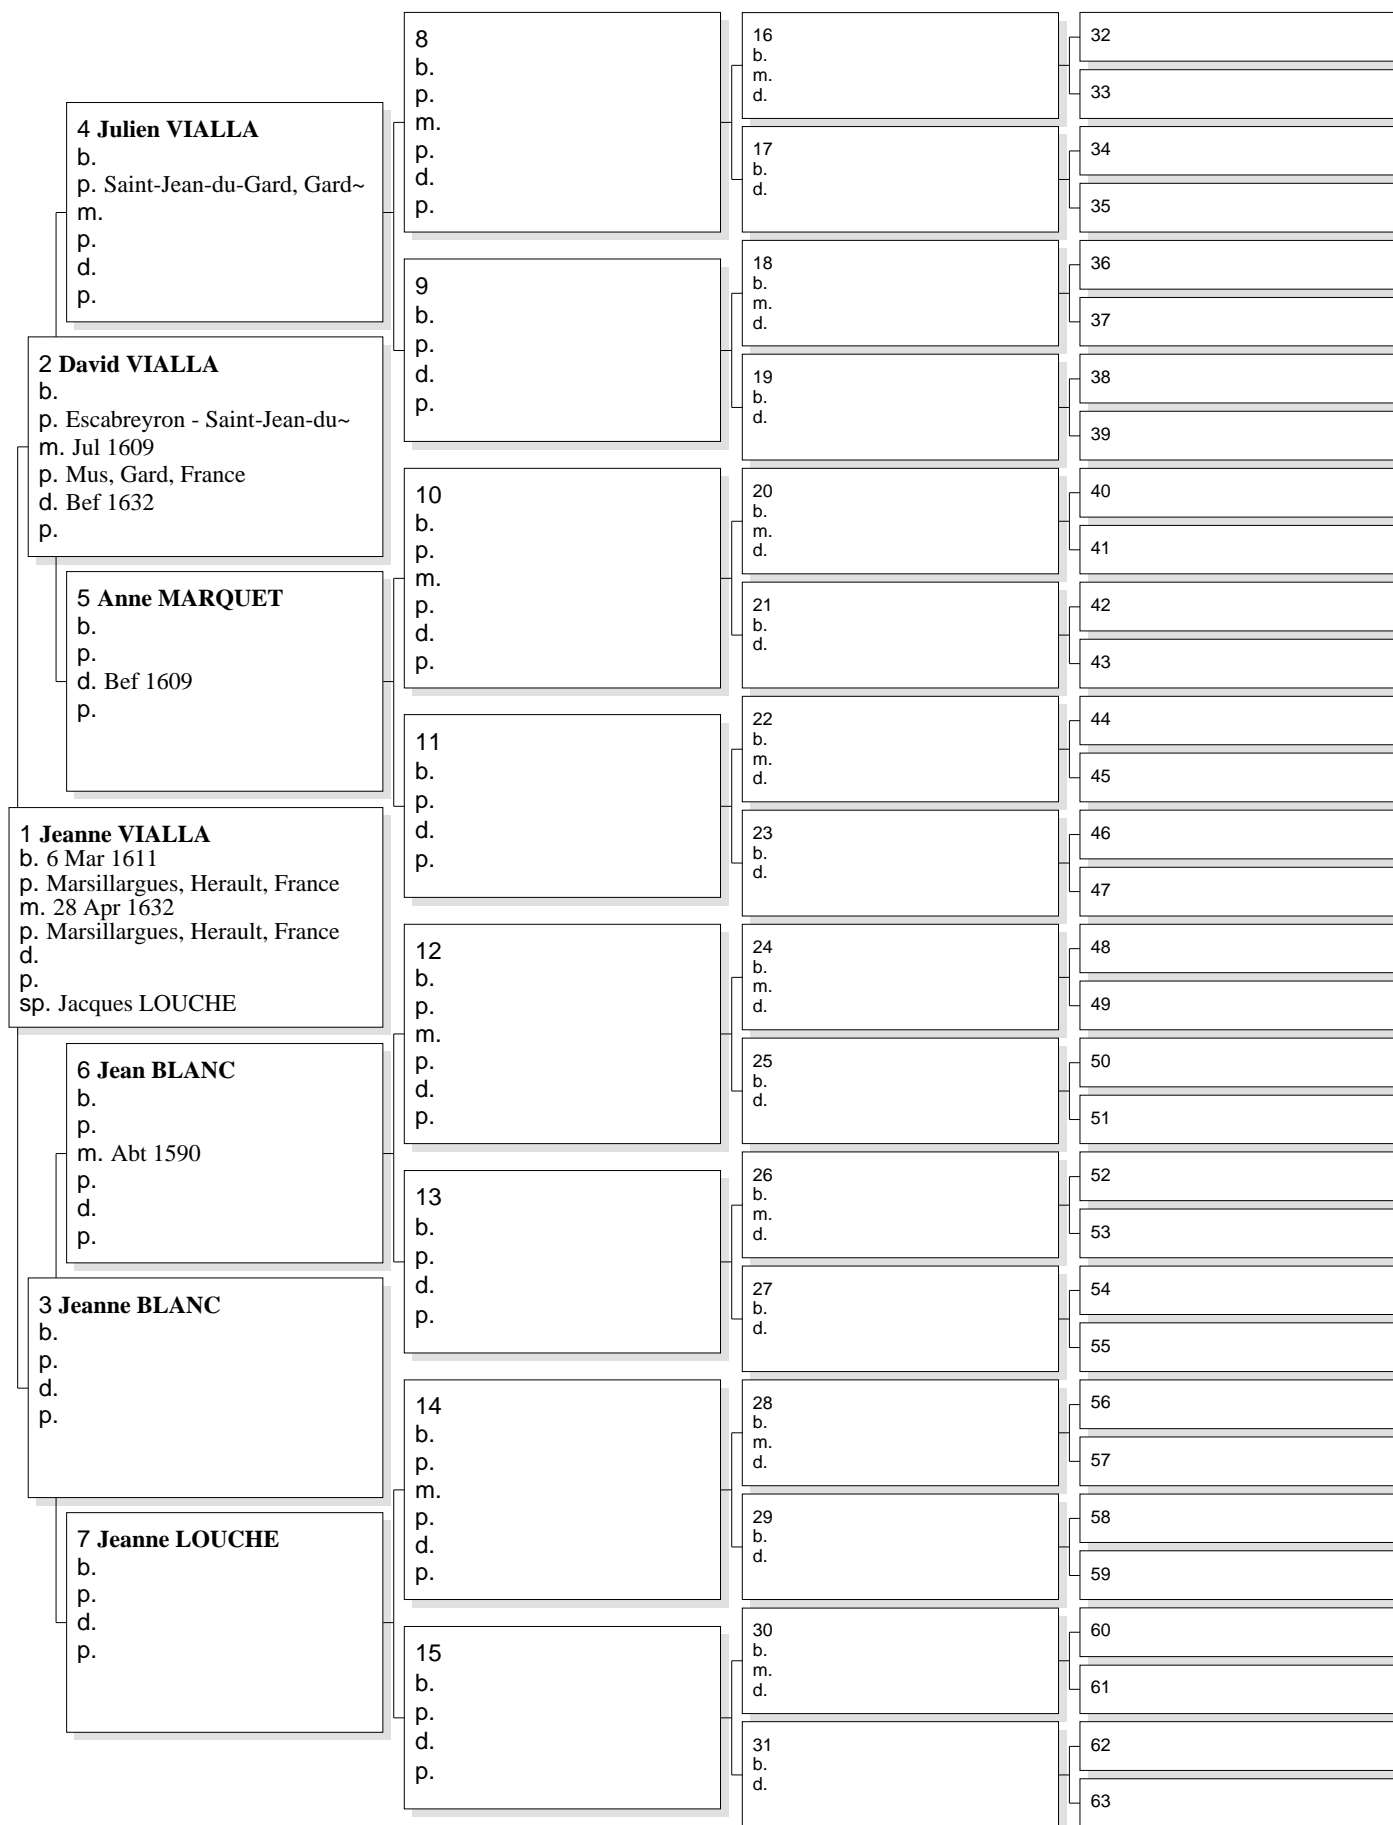 4 Julien VIALLA
b.
p. Saint-Jean-du-Gard, Gard~
m.
p.
d.
p.
2 David VIALLA
b.
p. Escabreyron - Saint-Jean-du~
m. Jul 1609
p. Mus, Gard, France
d. Bef 1632
p.
5 Anne MARQUET
b.
p.
d. Bef 1609
p.
1 Jeanne VIALLA
b. 6 Mar 1611
p. Marsillargues, Herault, France
m. 28 Apr 1632
p. Marsillargues, Herault, France
d.
p.
sp. Jacques LOUCHE
6 Jean BLANC
b.
p.
m. Abt 1590
p.
d.
p.
3 Jeanne BLANC
b.
p.
d.
p.
7 Jeanne LOUCHE
b.
p.
d.
p.
8
b.
p.
m.
p.
d.
p.
9
b.
p.
d.
p.
10
b.
p.
m.
p.
d.
p.
11
b.
p.
d.
p.
12
b.
p.
m.
p.
d.
p.
13
b.
p.
d.
p.
14
b.
p.
m.
p.
d.
p.
15
b.
p.
d.
p.
16
b.
m.
d.
17
b.
d.
18
b.
m.
d.
19
b.
d.
20
b.
m.
d.
21
b.
d.
22
b.
m.
d.
23
b.
d.
24
b.
m.
d.
25
b.
d.
26
b.
m.
d.
27
b.
d.
28
b.
m.
d.
29
b.
d.
30
b.
m.
d.
31
b.
d.
32
33
34
35
36
37
38
39
40
41
42
43
44
45
46
47
48
49
50
51
52
53
54
55
56
57
58
59
60
61
62
63